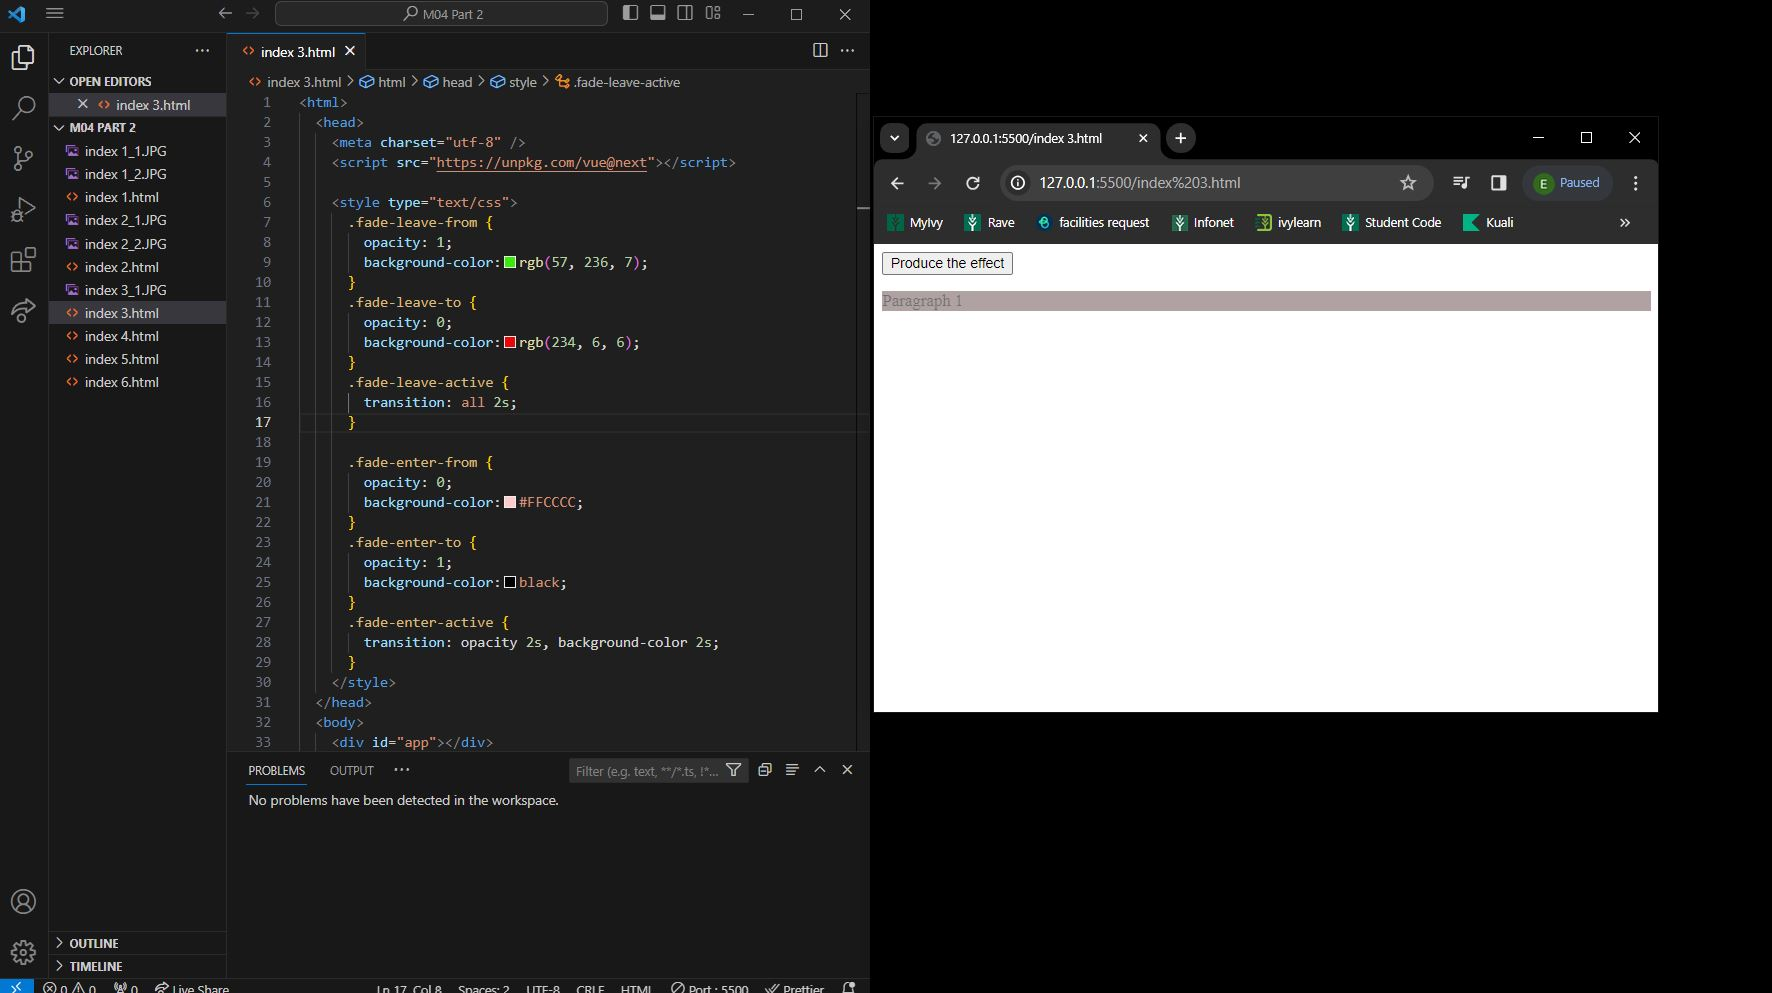 M04 Part 2
EXPLORER
OPEN EDITORS
index 3.html
M04 PART 2
index 1_1.JPG
index 1_2.JPG
index 1.html
index 2_1.JPG
index 2_2.JPG
index 2.html
index 3_1.JPG
index 3.html
index 4.html
index 5.html
index 6.html
OUTLINE
TIMELINE
index 3.html
index 3.html > html > head > style > .fade-leave-active
1 <html>
2 <head>
3 <meta charset="utf-8" />
4 <script src="https://unpkg.com/vue@next"></script>
5
6 <style type="text/css">
7 .fade-leave-from {
8 opacity: 1;
9 background-color: rgb(57, 236, 7);
10 }
11 .fade-leave-to {
12 opacity: 0;
13 background-color: rgb(234, 6, 6);
14 }
15 .fade-leave-active {
16 transition: all 2s;
17 }
18
19 .fade-enter-from {
20 opacity: 0;
21 background-color: #FFCCCC;
22 }
23 .fade-enter-to {
24 opacity: 1;
25 background-color: black;
26 }
27 .fade-enter-active {
28 transition: opacity 2s, background-color 2s;
29 }
30 </style>
31 </head>
32 <body>
33 <div id="app"></div>
PROBLEMS OUTPUT
Filter (e.g. text, **/*.ts, !*...
No problems have been detected in the workspace.
0 0 0 Live Share Ln 17, Col 8 Spaces: 2 UTF-8 CRLF HTML Port : 5500 Prettier
127.0.0.1:5500/index 3.html
127.0.0.1:5500/index%203.html
E Paused
MyIvy Rave facilities request Infonet ivylearn Student Code Kuali »
Produce the effect
Paragraph 1